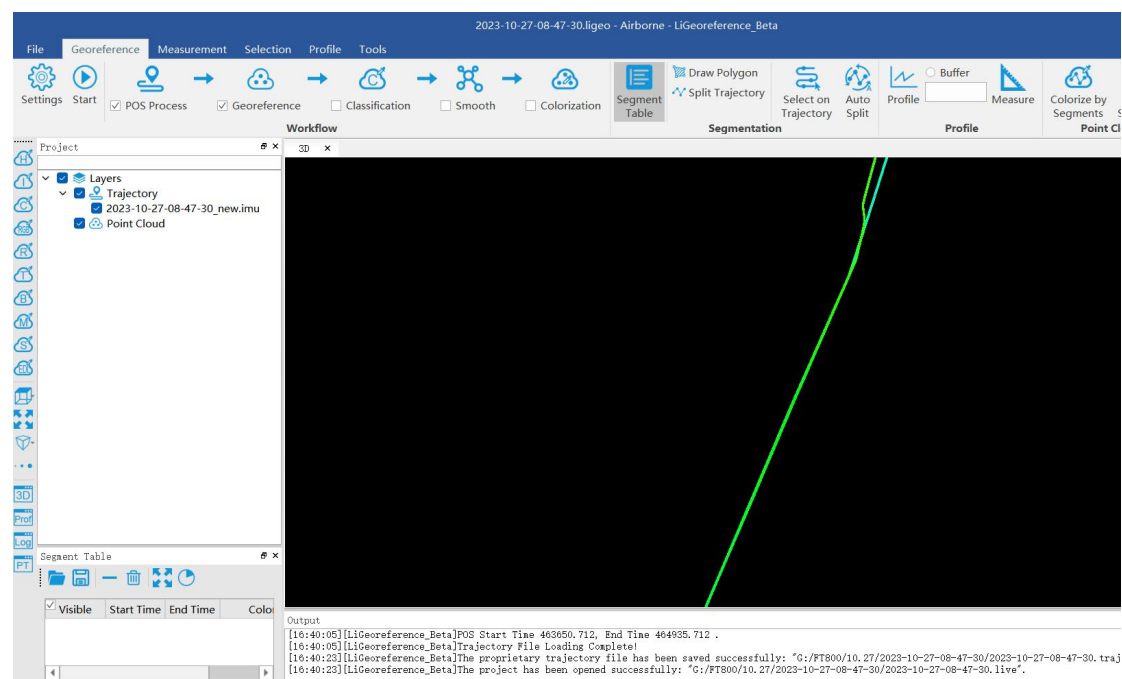 2023-10-27-08-47-30.ligeo - Airborne - LiGeoreference_Beta
File Georeference Measurement Selection Profile Tools
Settings Start POS Process Georeference Classification Smooth Colorization
Workflow
Segment Table
Draw Polygon
Split Trajectory
Select on Trajectory
Auto Split
Segmentation
Profile
Buffer
Measure
Profile
Colorize by Segments
S
Point Cl
Project
3D
Layers
Trajectory
2023-10-27-08-47-30_new.imu
Point Cloud
H
I
C
RGB
R
T
B
M
S
EDL
3D
Prof
Log
PT
Segment Table
Visible Start Time End Time Color
Output
[16:40:05][LiGeoreference_Beta]POS Start Time 463650.712, End Time 464935.712 .
[16:40:05][LiGeoreference_Beta]Trajectory File Loading Complete!
[16:40:23][LiGeoreference_Beta]The proprietary trajectory file has been saved successfully: "G:/FT800/10.27/2023-10-27-08-47-30/2023-10-27-08-47-30.traj
[16:40:23][LiGeoreference_Beta]The project has been opened successfully: "G:/FT800/10.27/2023-10-27-08-47-30/2023-10-27-08-47-30.live".